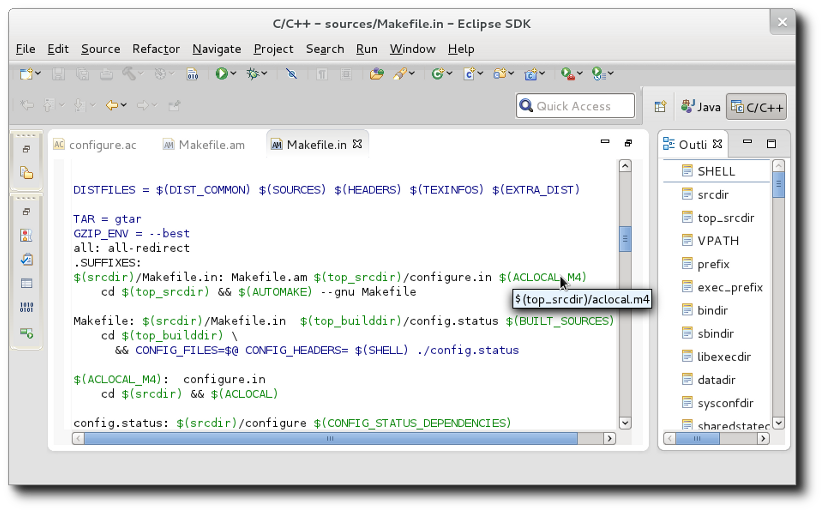 C/C++ - sources/Makefile.in - Eclipse SDK
File Edit Source Refactor Navigate Project Search Run Window Help
Quick Access
Java
C/C++
configure.ac
Makefile.am
Makefile.in
DISTFILES = $(DIST_COMMON) $(SOURCES) $(HEADERS) $(TEXINFOS) $(EXTRA_DIST)
TAR = gtar
GZIP_ENV = --best
all: all-redirect
.SUFFIXES:
$(srcdir)/Makefile.in: Makefile.am $(top_srcdir)/configure.in $(ACLOCAL_M4)
cd $(top_srcdir) && $(AUTOMAKE) --gnu Makefile
$(top_srcdir)/aclocal.m4
Makefile: $(srcdir)/Makefile.in  $(top_builddir)/config.status $(BUILT_SOURCES)
cd $(top_builddir) \
&& CONFIG_FILES=$@ CONFIG_HEADERS= $(SHELL) ./config.status
$(ACLOCAL_M4):  configure.in
cd $(srcdir) && $(ACLOCAL)
config.status: $(srcdir)/configure $(CONFIG_STATUS_DEPENDENCIES)
Outli
SHELL
srcdir
top_srcdir
VPATH
prefix
exec_prefix
bindir
sbindir
libexecdir
datadir
sysconfdir
sharedstatec